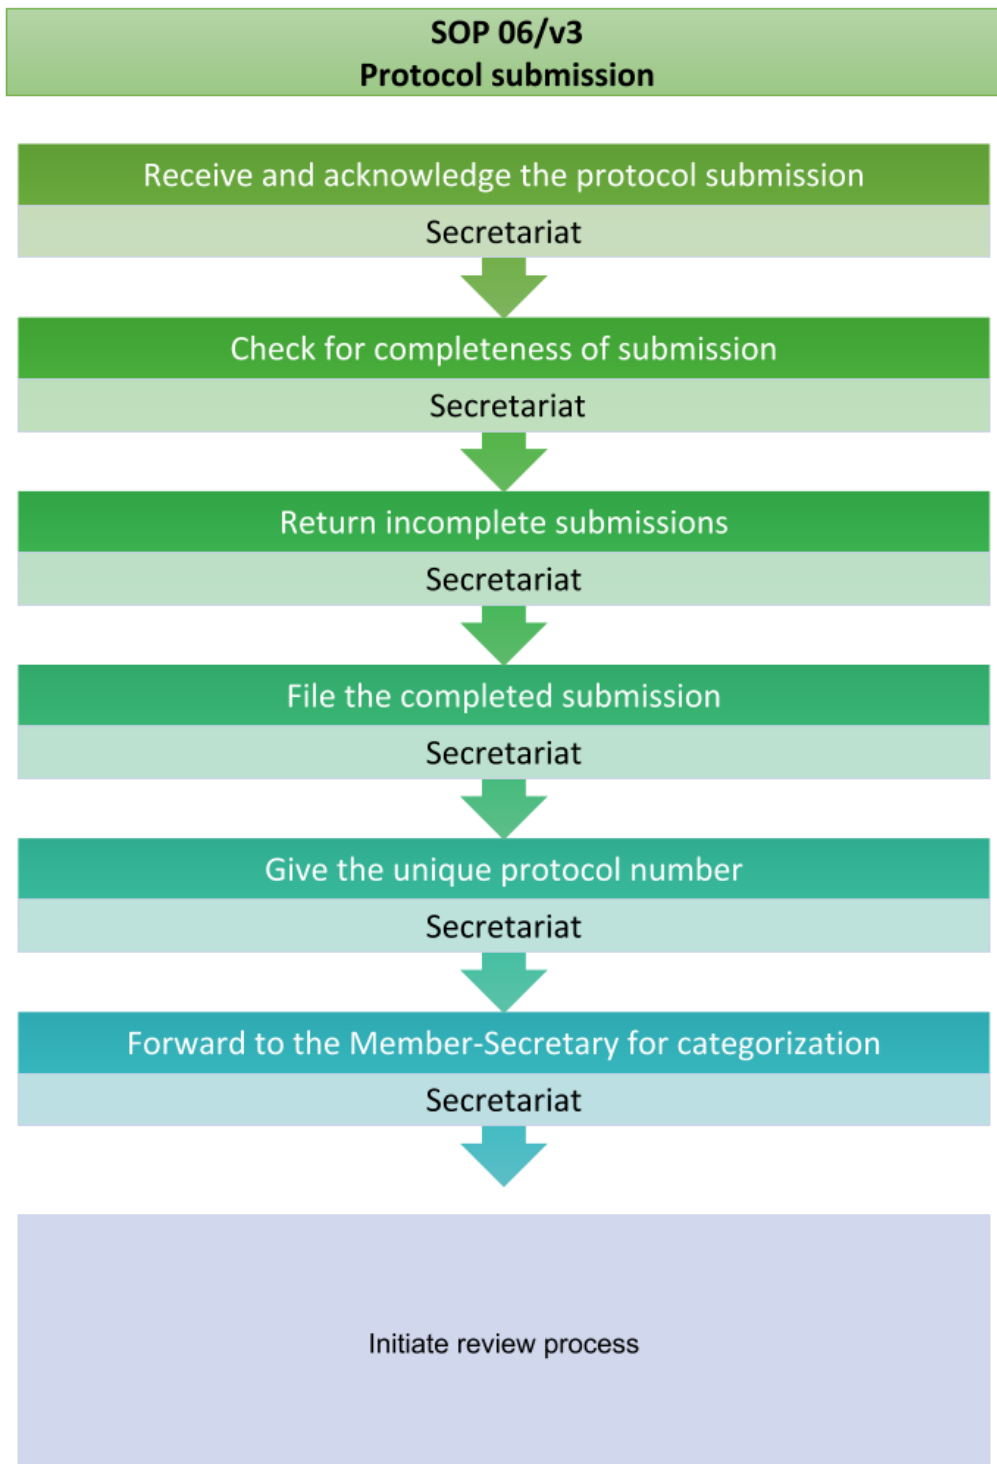 SOP 06/v3
Protocol submission
Receive and acknowledge the protocol submission
Secretariat
Check for completeness of submission
Secretariat
Return incomplete submissions
Secretariat
File the completed submission
Secretariat
Give the unique protocol number
Secretariat
Forward to the Member-Secretary for categorization
Secretariat
Initiate review process